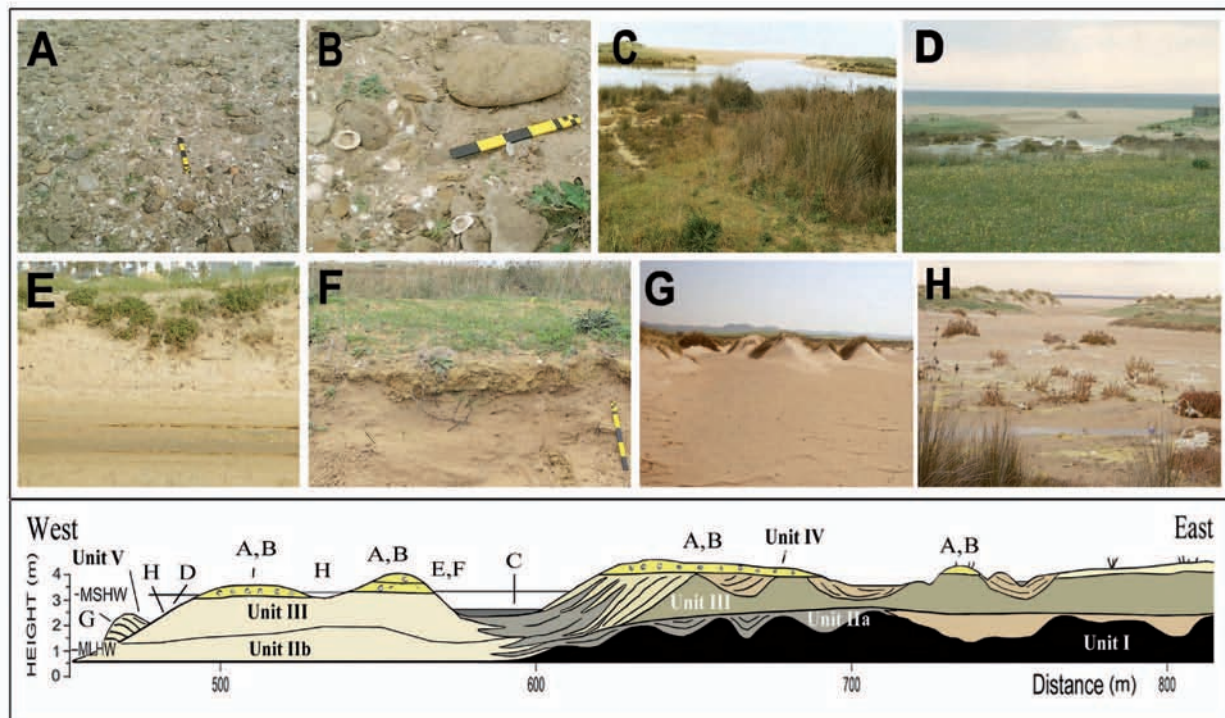 A
B
C
D
E
F
G
H
West
East
Unit V
A,B
A,B
A,B
Unit IV
A,B
H
D
H
E,F
C
G
HEIGHT (m)
4
3
2
1
0
-MSHW
-MLHW
Unit III
Unit III
Unit IIa
Unit IIb
Unit I
500
600
700
800
Distance (m)